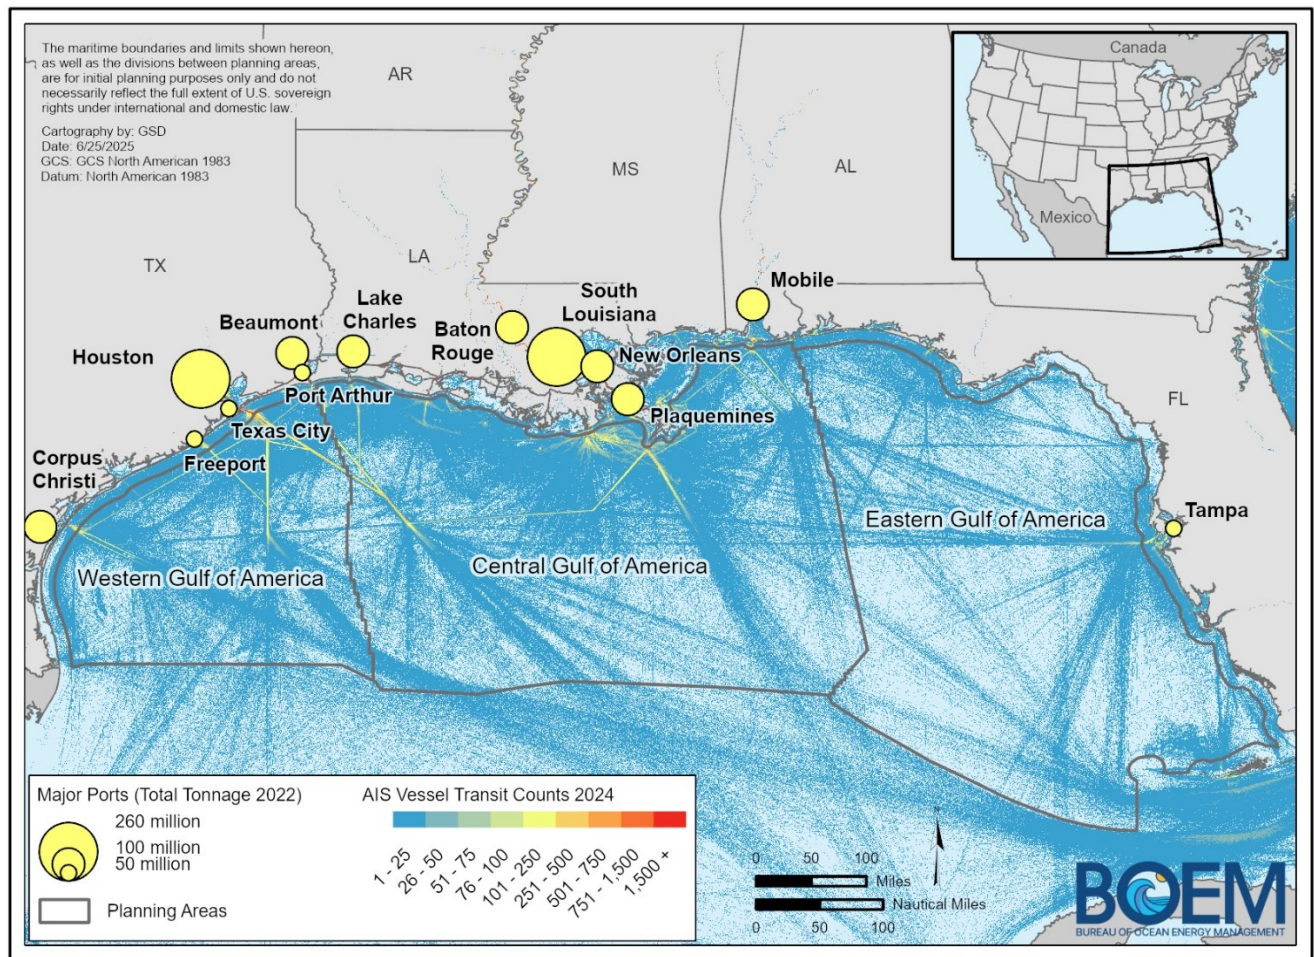 The maritime boundaries and limits shown hereon,
as well as the divisions between planning areas,
are for initial planning purposes only and do not
necessarily reflect the full extent of U.S. sovereign
rights under international and domestic law.
Cartography by: GSD
Date: 6/25/2025
GCS: GCS North American 1983
Datum: North American 1983
Canada
Mexico
AR
MS
AL
TX
LA
FL
Mobile
South
Louisiana
Lake
Charles
Beaumont
Baton
Rouge
Houston
New Orleans
Port Arthur
Plaquemines
Texas City
Freeport
Corpus
Christi
Tampa
Eastern Gulf of America
Central Gulf of America
Western Gulf of America
Major Ports (Total Tonnage 2022)
260 million
100 million
50 million
Planning Areas
AIS Vessel Transit Counts 2024
1 - 25
26 - 50
51 - 75
76 - 100
101 - 250
251 - 500
501 - 750
751 - 1,500
1,500 +
0 50 100
Miles
Nautical Miles
0 50 100
N
BOEM
BUREAU OF OCEAN ENERGY MANAGEMENT